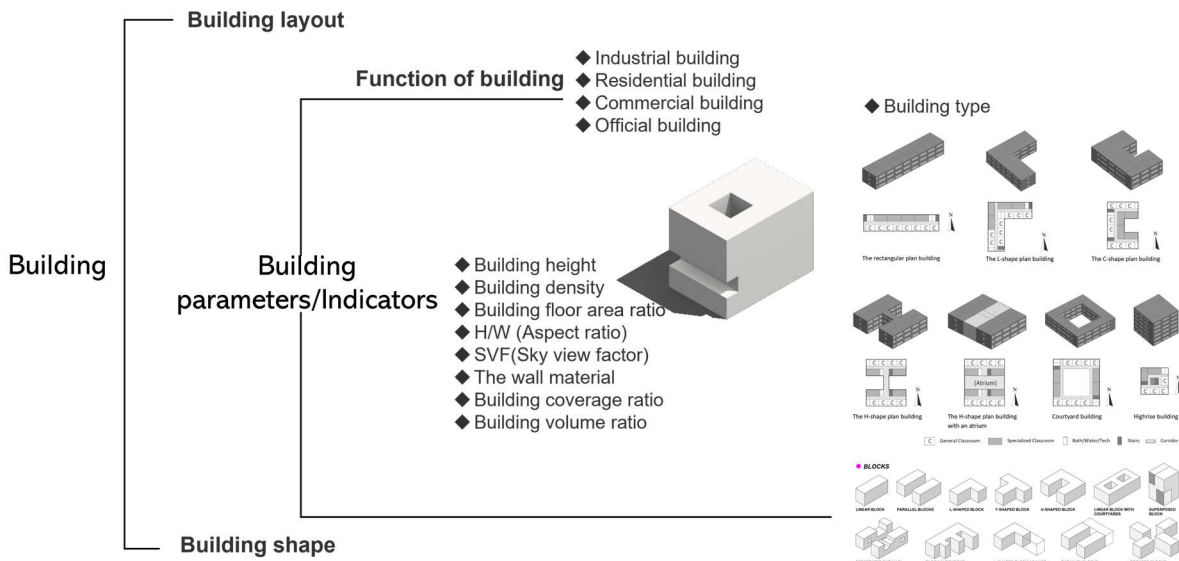 Building layout
Function of building
◆ Industrial building
◆ Residential building
◆ Commercial building
◆ Official building
Building
Building
parameters/Indicators
◆ Building height
◆ Building density
◆ Building floor area ratio
◆ H/W (Aspect ratio)
◆ SVF(Sky view factor)
◆ The wall material
◆ Building coverage ratio
◆ Building volume ratio
Building shape
◆ Building type
N
N
N
C C C C C C C C
The rectangular plan building
The L-shape plan building
The C-shape plan building
(Atrium)
N
N
N
The H-shape plan building
The H-shape plan building
with an atrium
Courtyard building
Highrise building
C General Classroom
Specialized Classroom
Bath/Water/Tech
Stairs
Corridor
BLOCKS
LINEAR BLOCK
PARALLEL BLOCKS
L-SHAPED BLOCK
T-SHAPED BLOCK
U-SHAPED BLOCK
LINEAR BLOCK WITH
COURTYARDS
SUPERPOSED
BLOCK